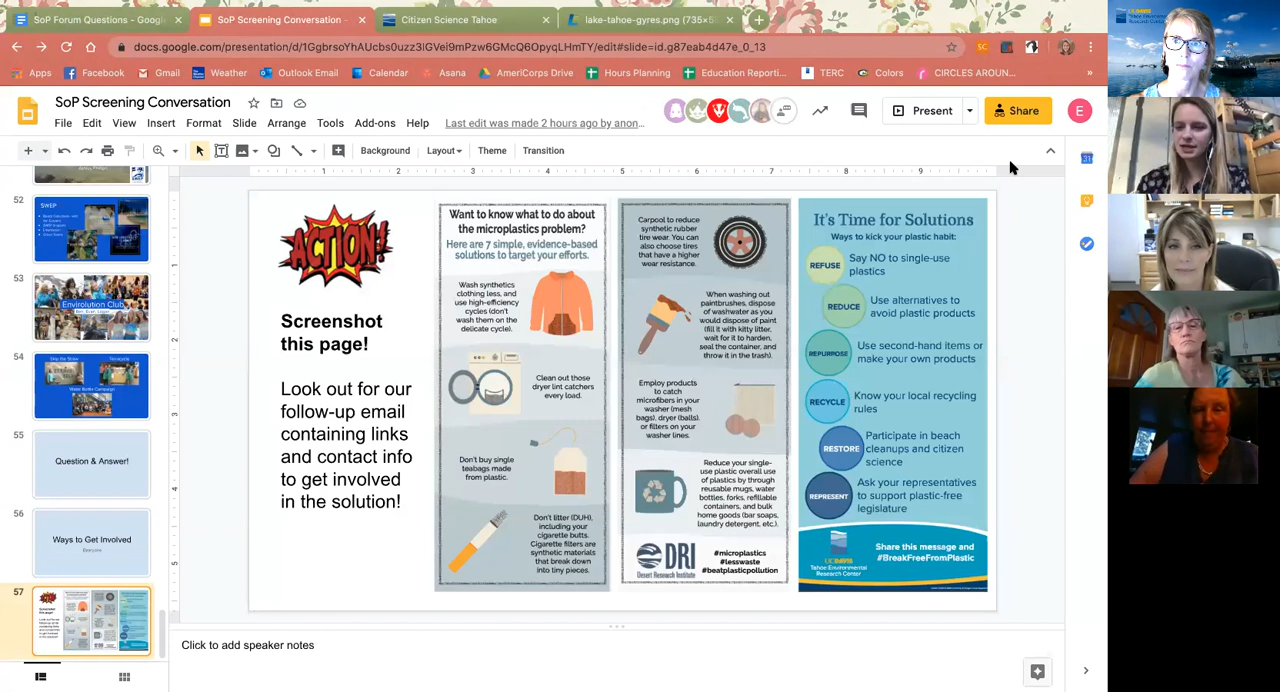 SoP Forum Questions - Google
SoP Screening Conversation -
Citizen Science Tahoe
lake-tahoe-gyres.png (735×5
docs.google.com/presentation/d/1GgbrsoYhAUcbs0uzz3lGVei9mPzw6GMcQ6OpyqLHmTY/edit#slide=id.g87eab4d47e_0_13
Apps
Facebook
Gmail
Weather
Outlook Email
Calendar
Asana
AmeriCorps Drive
Hours Planning
Education Reporti...
TERC
Colors
CIRCLES AROUN...
SoP Screening Conversation
File Edit View Insert Format Slide Arrange Tools Add-ons Help
Last edit was made 2 hours ago by anon...
Present
Share
E
Background
Layout
Theme
Transition
52
SWEP
53
Envirolution Club
54
55
Question & Answer!
56
Ways to Get Involved
57
ACTION!
Screenshot
this page!
Look out for our
follow-up email
containing links
and contact info
to get involved
in the solution!
Want to know what to do about
the microplastics problem?
Here are 7 simple, evidence-based
solutions to target your efforts.
Wash synthetics
clothing less, and
use high-efficiency
cycles (don't
wash them on the
delicate cycle).
Clean out those
dryer lint catchers
every load.
Don't buy single
teabags made
from plastic.
Don't litter (DUH),
including your
cigarette butts.
Cigarette filters are
synthetic materials
that break down
into tiny pieces.
Carpool to reduce
synthetic rubber
tire wear. You can
also choose tires
that have a higher
wear resistance.
When washing out
paintbrushes, dispose
of washwater as you
would dispose of paint
(fill it with kitty litter,
wait for it to harden,
seal the container, and
throw it in the trash).
Employ products
to catch
microfibers in your
washer (mesh
bags), dryer (balls),
or filters on your
washer lines.
Reduce your single-
use plastic overall use
of plastics by through
reusable mugs, water
bottles, forks, refillable
containers, and bulk
home goods (bar soaps,
laundry detergent, etc.).
DRI
Desert Research Institute
#microplastics
#lesswaste
#beatplasticpollution
It's Time for Solutions
Ways to kick your plastic habit:
REFUSE
Say NO to single-use
plastics
REDUCE
Use alternatives to
avoid plastic products
REPURPOSE
Use second-hand items or
make your own products
RECYCLE
Know your local recycling
rules
RESTORE
Participate in beach
cleanups and citizen
science
REPRESENT
Ask your representatives
to support plastic-free
legislature
UC DAVIS
Tahoe Environmental
Research Center
Share this message and
#BreakFreeFromPlastic
Click to add speaker notes
UC DAVIS